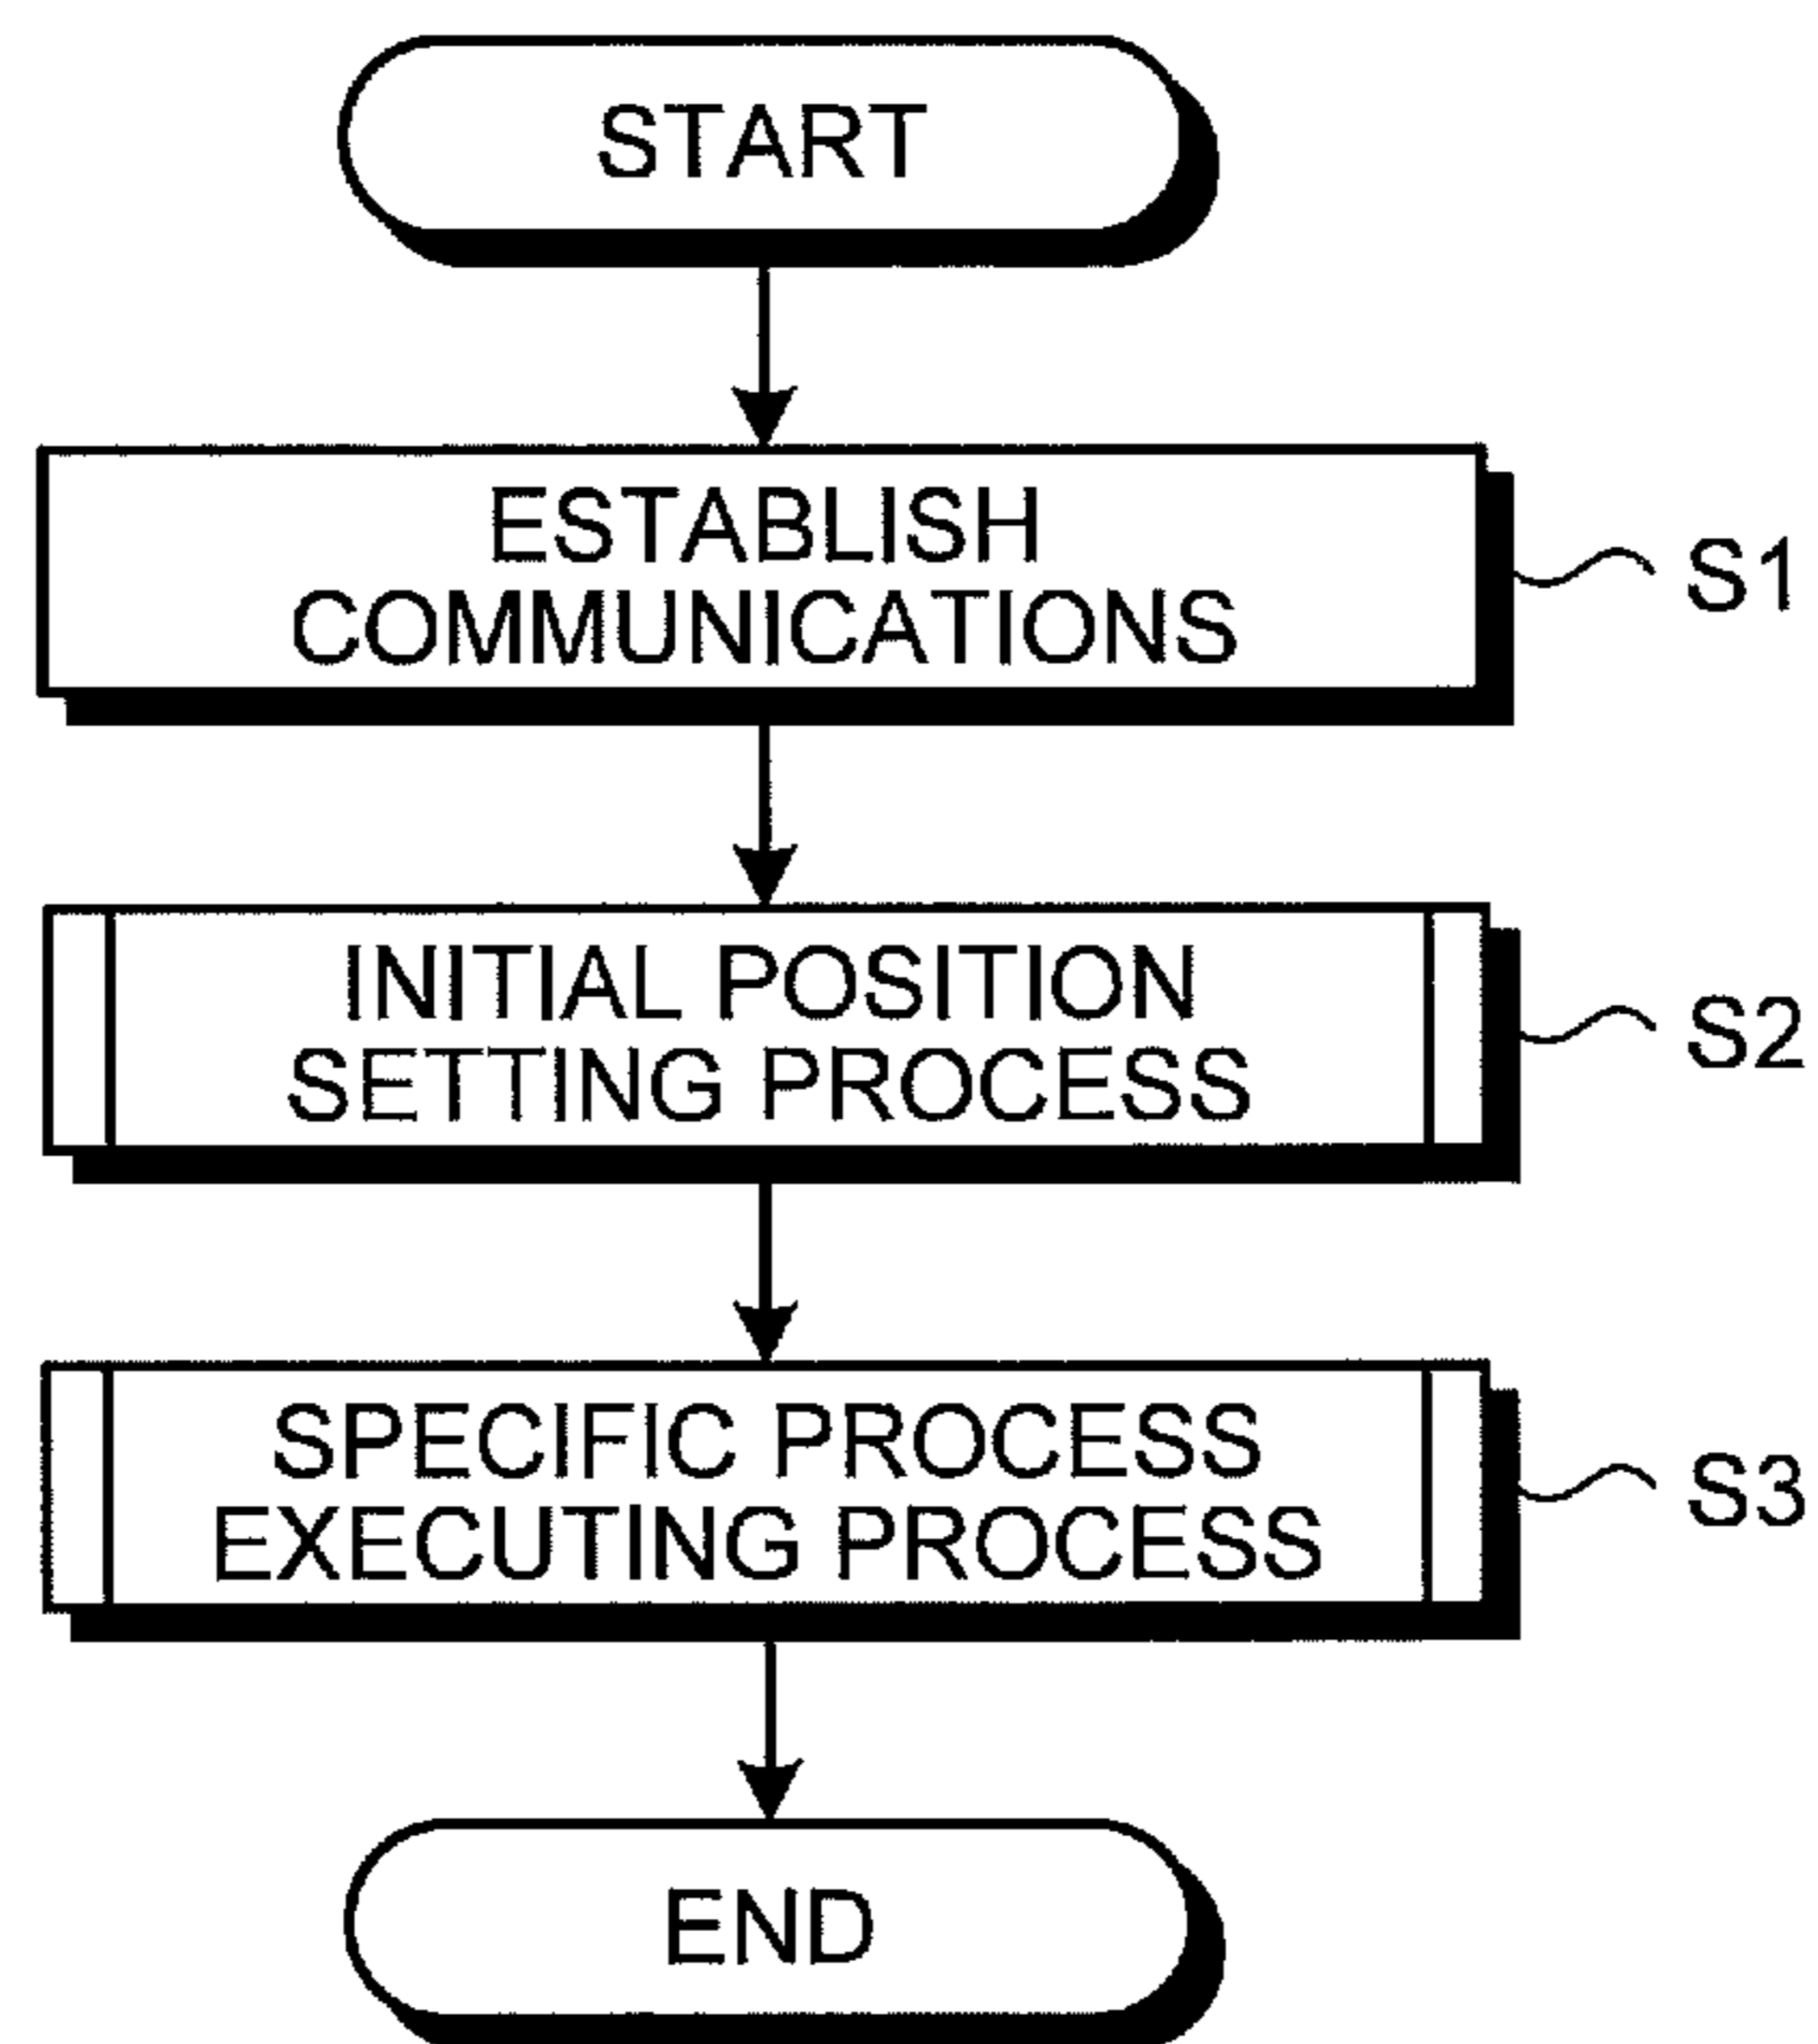 START
ESTABLISH
COMMUNICATIONS
S1
INITIAL POSITION
SETTING PROCESS
S2
SPECIFIC PROCESS
EXECUTING PROCESS
S3
END